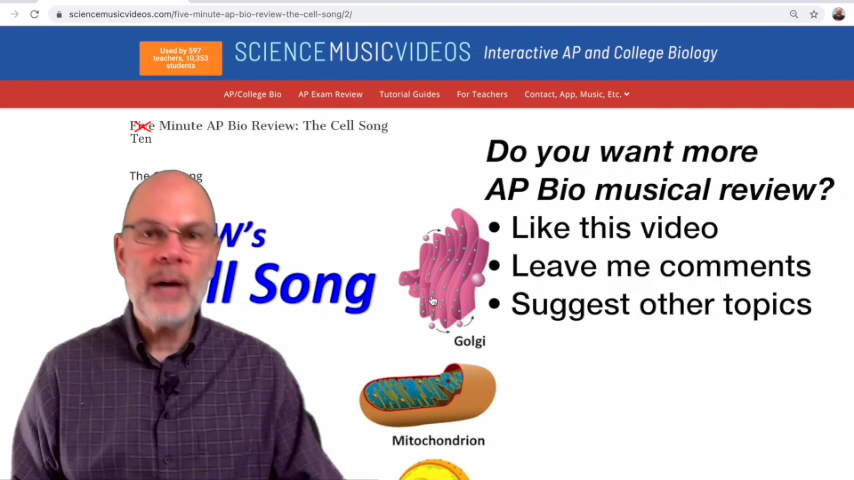 sciencemusicvideos.com/five-minute-ap-bio-review-the-cell-song/2/
Used by 597
teachers, 10,353
students
SCIENCEMUSICVIDEOS Interactive AP and College Biology
AP/College Bio AP Exam Review Tutorial Guides For Teachers Contact, App, Music, Etc.
Five Minute AP Bio Review: The Cell Song
Ten
Do you want more
AP Bio musical review?
• Like this video
• Leave me comments
• Suggest other topics
The
W's
ll Song
Golgi
Mitochondrion